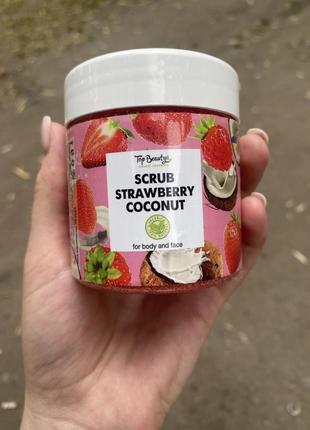 Top Beauty
SCRUB
STRAWBERRY
COCONUT
for body and face